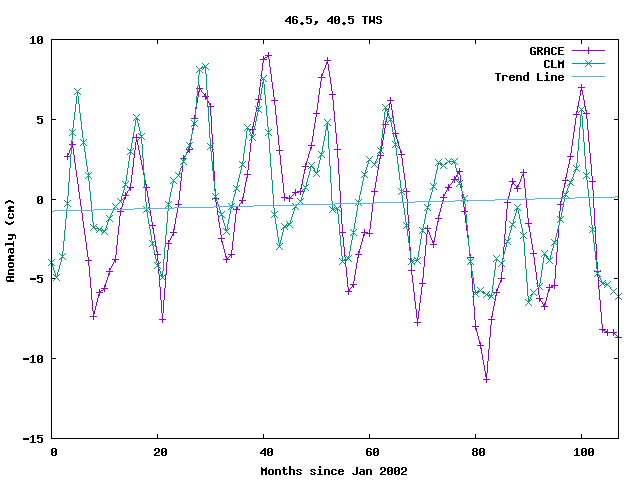 46.5, 40.5 TWS
GRACE
CLM
Trend Line
10
5
0
-5
-10
-15
Anomaly (cm)
0 20 40 60 80 100
Months since Jan 2002